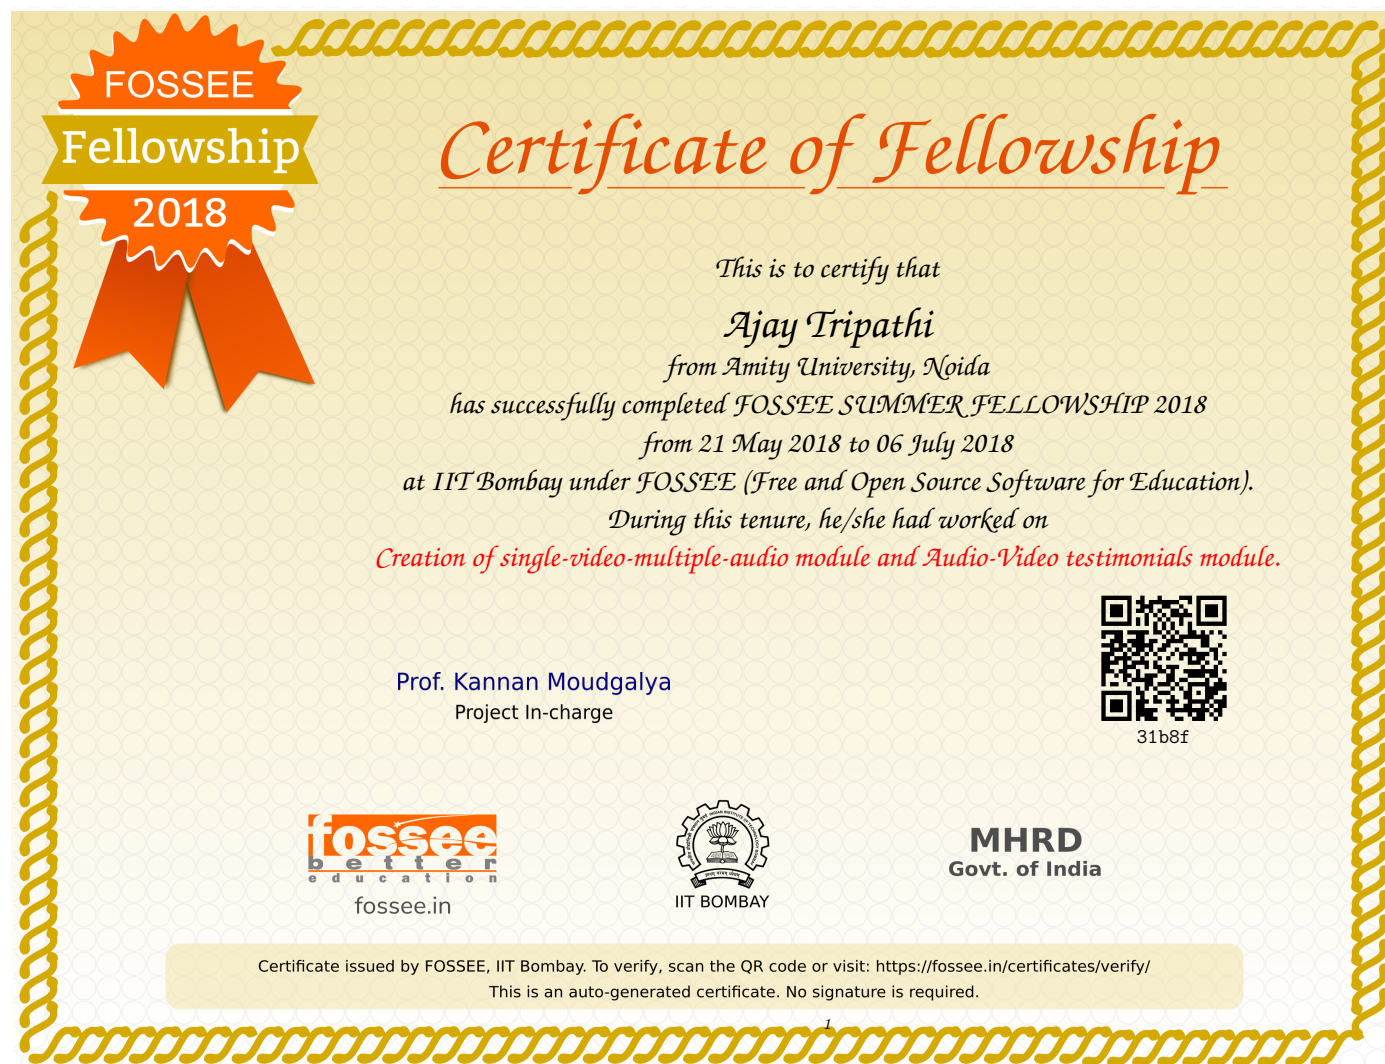 FOSSEE
Fellowship
2018
Certificate of Fellowship
This is to certify that
Ajay Tripathi
from Amity University, Noida
has successfully completed FOSSEE SUMMER FELLOWSHIP 2018
from 21 May 2018 to 06 July 2018
at IIT Bombay under FOSSEE (Free and Open Source Software for Education).
During this tenure, he/she had worked on
Creation of single-video-multiple-audio module and Audio-Video testimonials module.
Prof. Kannan Moudgalya
Project In-charge
31b8f
fossee
better
education
fossee.in
IIT BOMBAY
MHRD
Govt. of India
Certificate issued by FOSSEE, IIT Bombay. To verify, scan the QR code or visit: https://fossee.in/certificates/verify/
This is an auto-generated certificate. No signature is required.
1